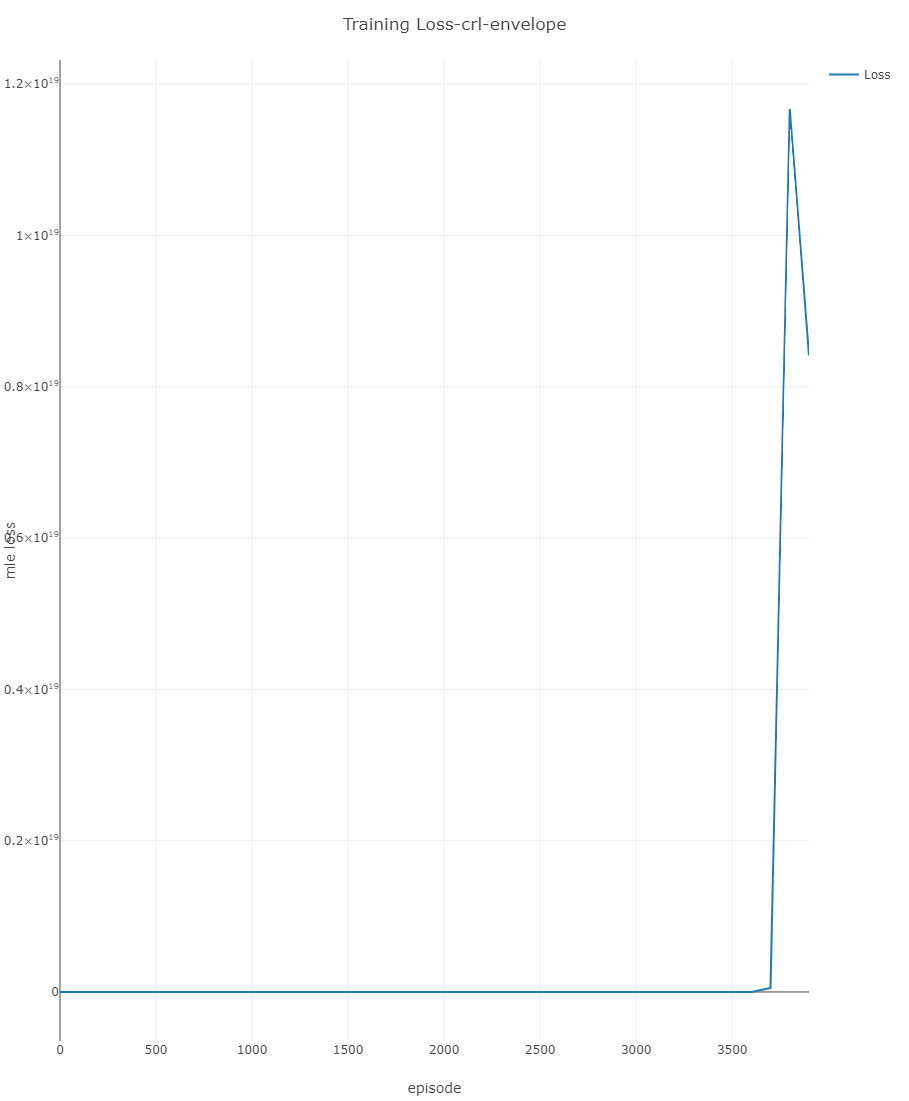 Training Loss-crl-envelope
Loss
1.2×10¹⁹
1×10¹⁹
0.8×10¹⁹
0.6×10¹⁹
0.4×10¹⁹
0.2×10¹⁹
0
mle loss
0 500 1000 1500 2000 2500 3000 3500
episode